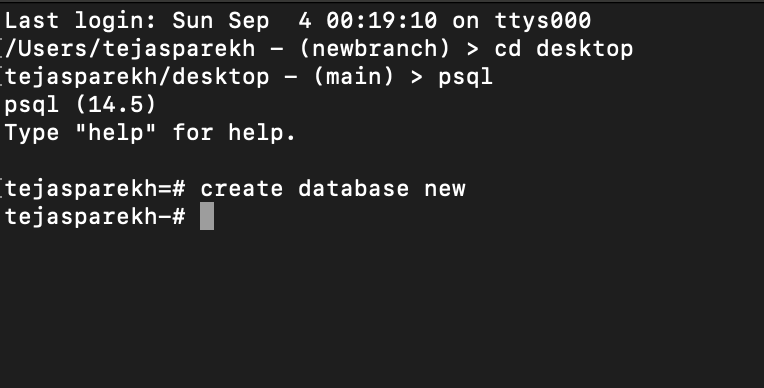 Last login: Sun Sep  4 00:19:10 on ttys000
[/Users/tejasparekh - (newbranch) > cd desktop
[tejasparekh/desktop - (main) > psql
psql (14.5)
Type "help" for help.

[tejasparekh=# create database new
tejasparekh-#